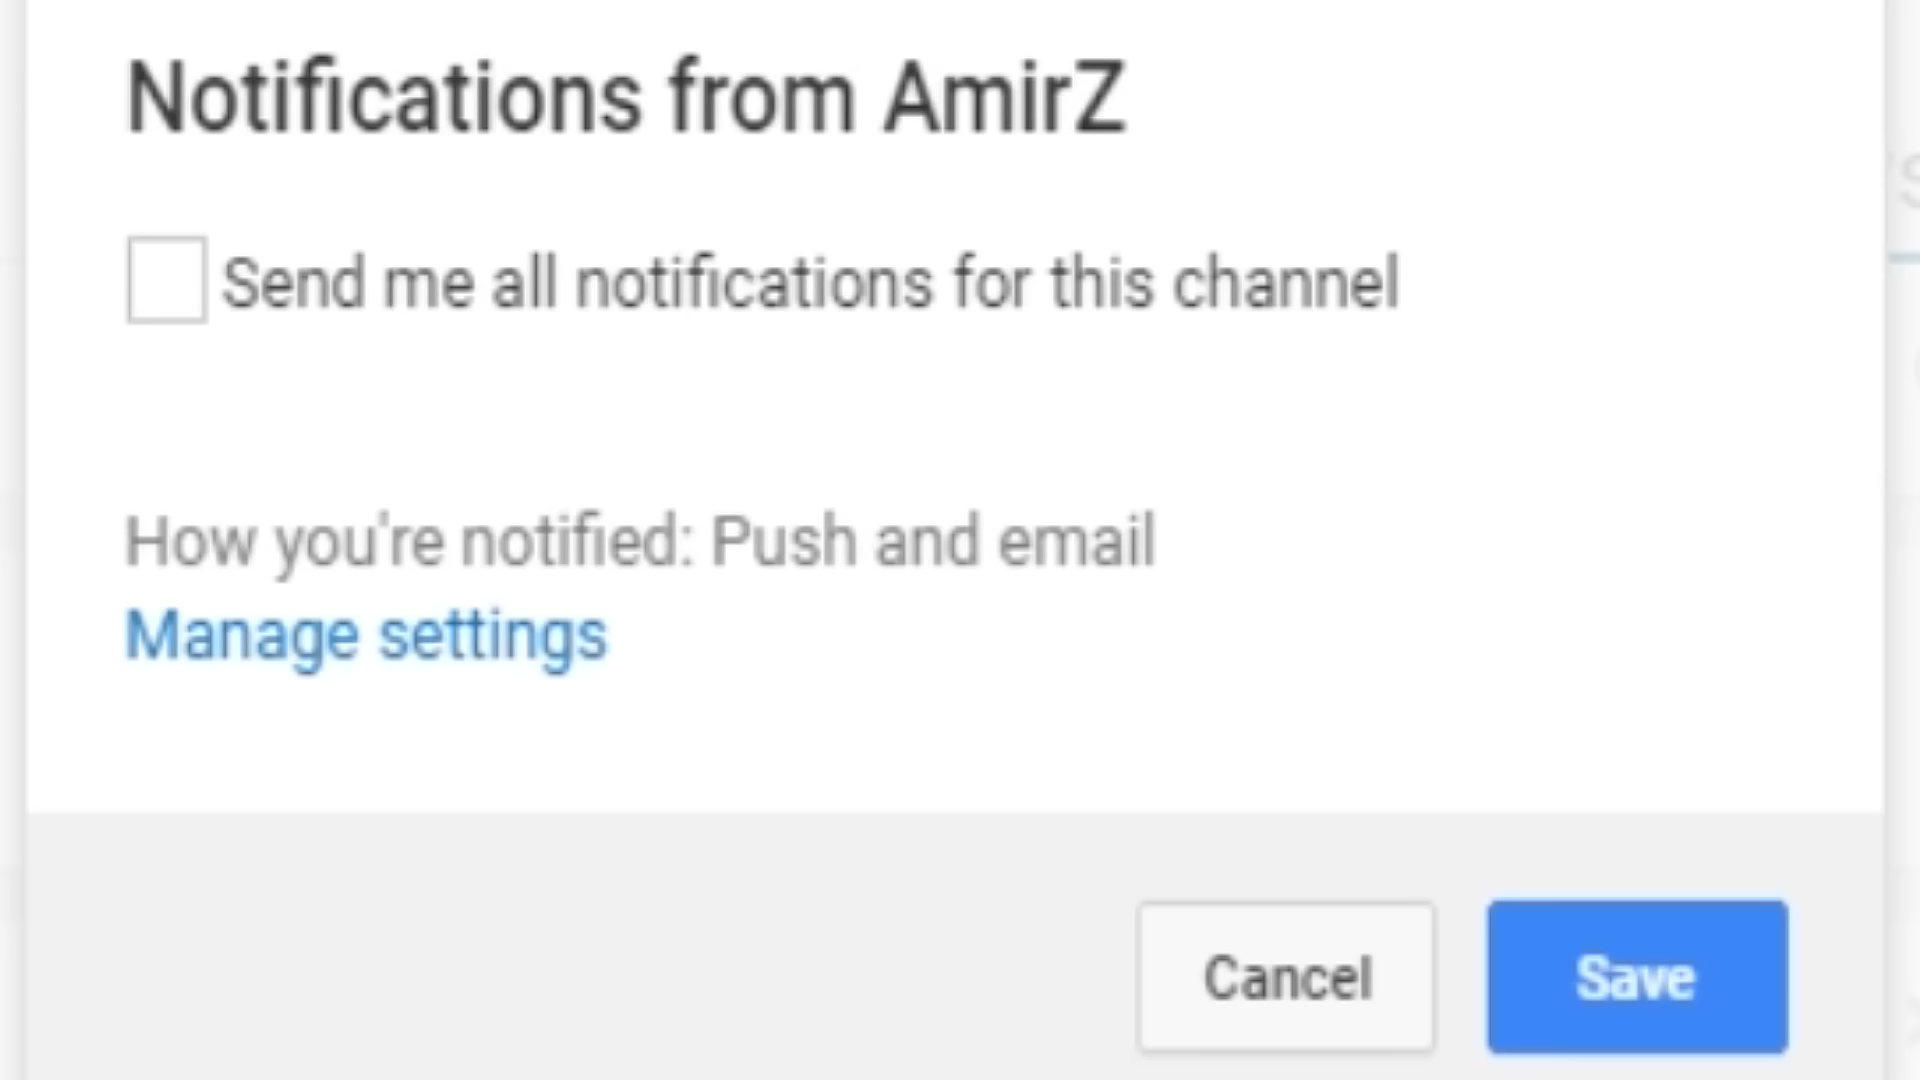 Notifications from AmirZ
Send me all notifications for this channel
How you're notified: Push and email
Manage settings
Cancel
Save